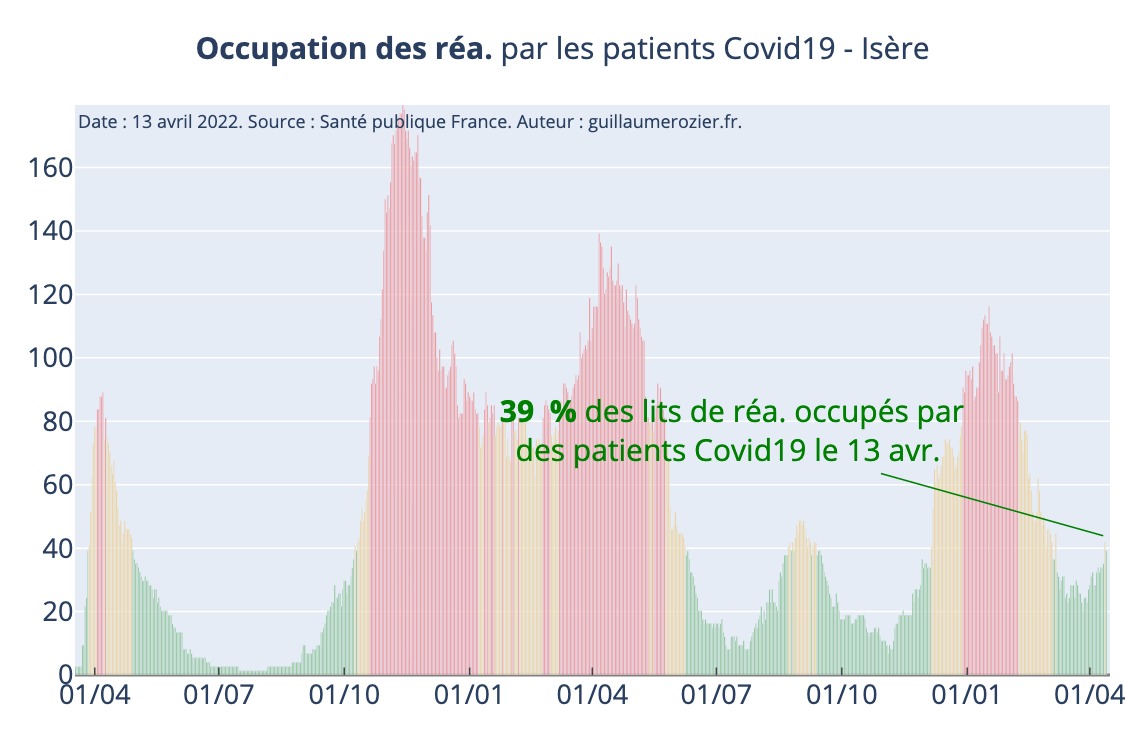 Occupation des réa. par les patients Covid19 - Isère
Date : 13 avril 2022. Source : Santé publique France. Auteur : guillaumerozier.fr.
160
140
120
100
80
60
40
20
0
39 % des lits de réa. occupés par
des patients Covid19 le 13 avr.
01/04 01/07 01/10 01/01 01/04 01/07 01/10 01/01 01/04